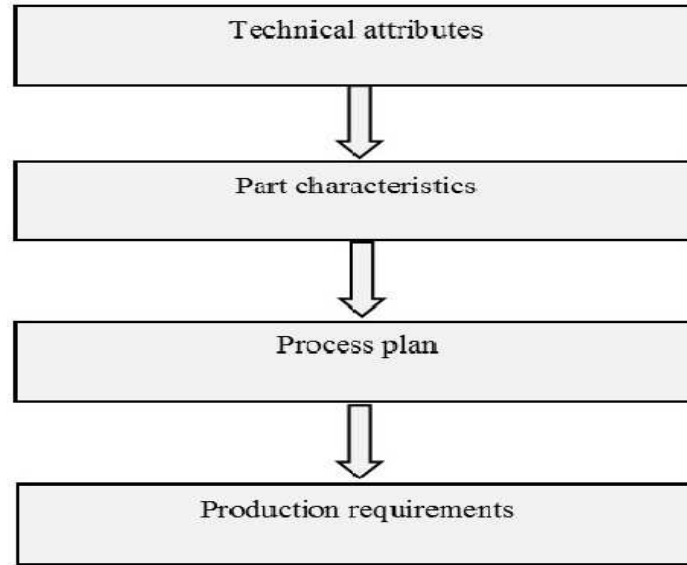 Technical attributes
Part characteristics
Process plan
Production requirements